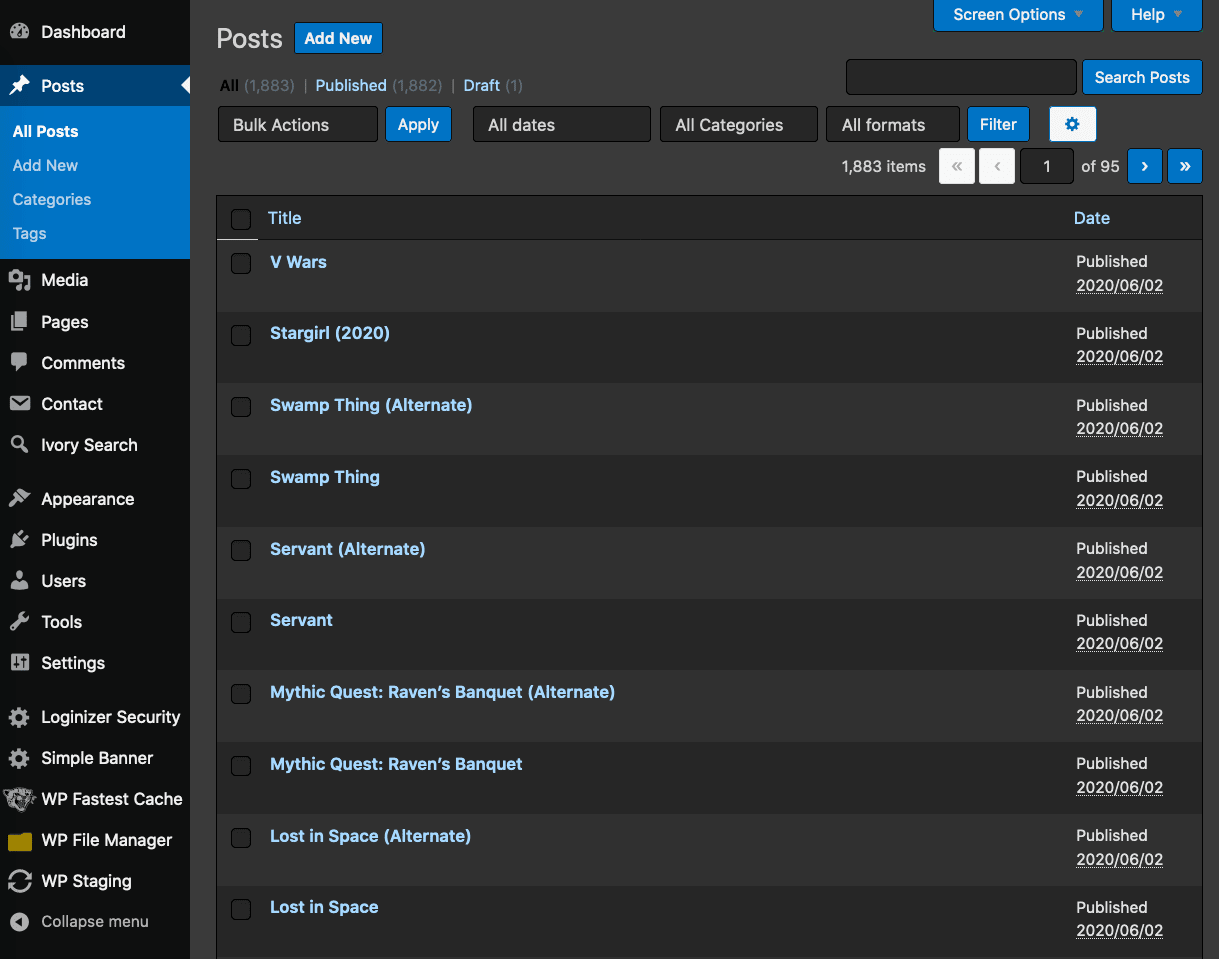 Dashboard
Posts
All Posts
Add New
Categories
Tags
Media
Pages
Comments
Contact
Ivory Search
Appearance
Plugins
Users
Tools
Settings
Loginizer Security
Simple Banner
WP Fastest Cache
WP File Manager
WP Staging
Collapse menu
Screen Options Help
Posts Add New
All (1,883) | Published (1,882) | Draft (1)
Search Posts
Bulk Actions Apply All dates All Categories All formats Filter
1,883 items « ‹ 1 of 95 › »
Title Date
V Wars Published
2020/06/02
Stargirl (2020) Published
2020/06/02
Swamp Thing (Alternate) Published
2020/06/02
Swamp Thing Published
2020/06/02
Servant (Alternate) Published
2020/06/02
Servant Published
2020/06/02
Mythic Quest: Raven’s Banquet (Alternate) Published
2020/06/02
Mythic Quest: Raven’s Banquet Published
2020/06/02
Lost in Space (Alternate) Published
2020/06/02
Lost in Space Published
2020/06/02